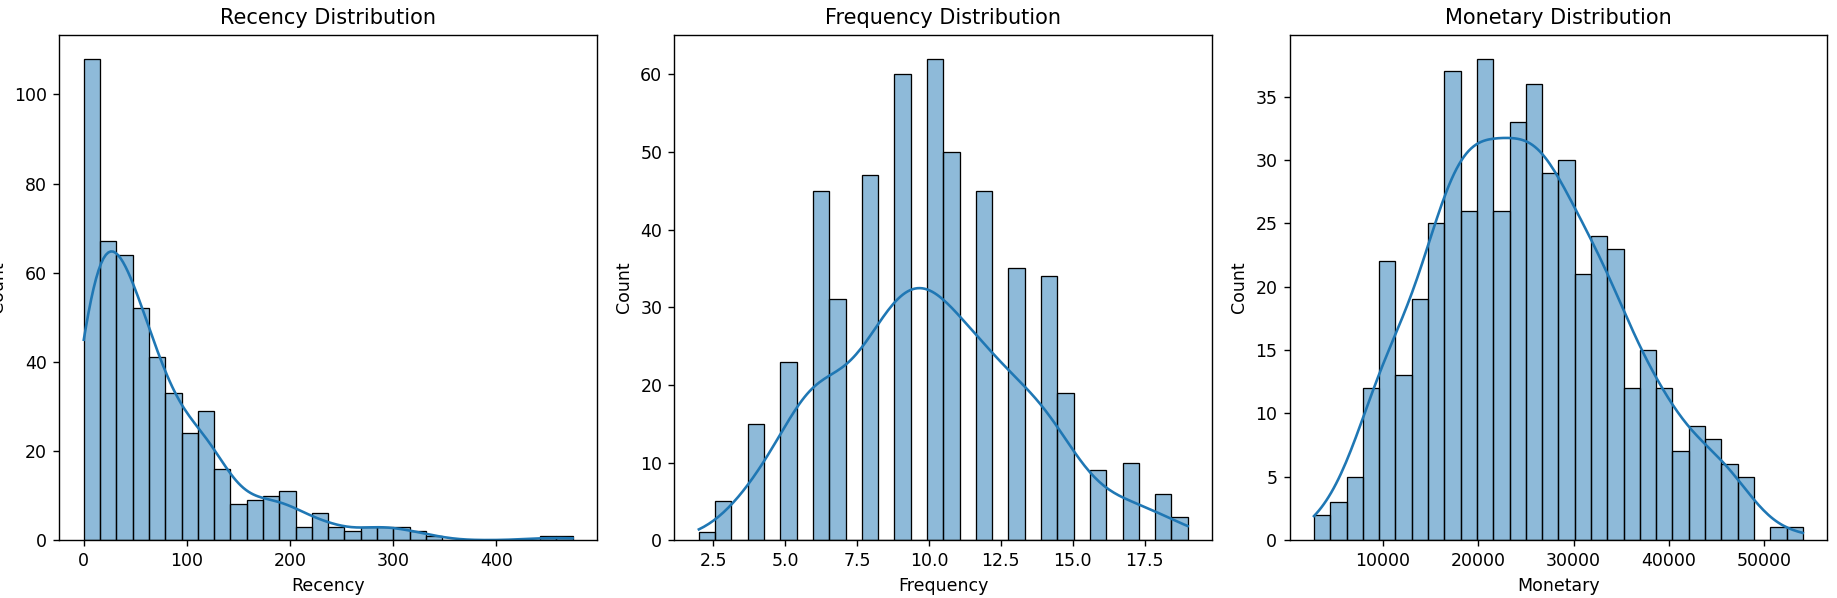 Recency Distribution
100
80
60
40
20
0
0 100 200 300 400
Recency
Frequency Distribution
Count
60
50
40
30
20
10
0
2.5 5.0 7.5 10.0 12.5 15.0 17.5
Frequency
Monetary Distribution
Count
35
30
25
20
15
10
5
0
10000 20000 30000 40000 50000
Monetary